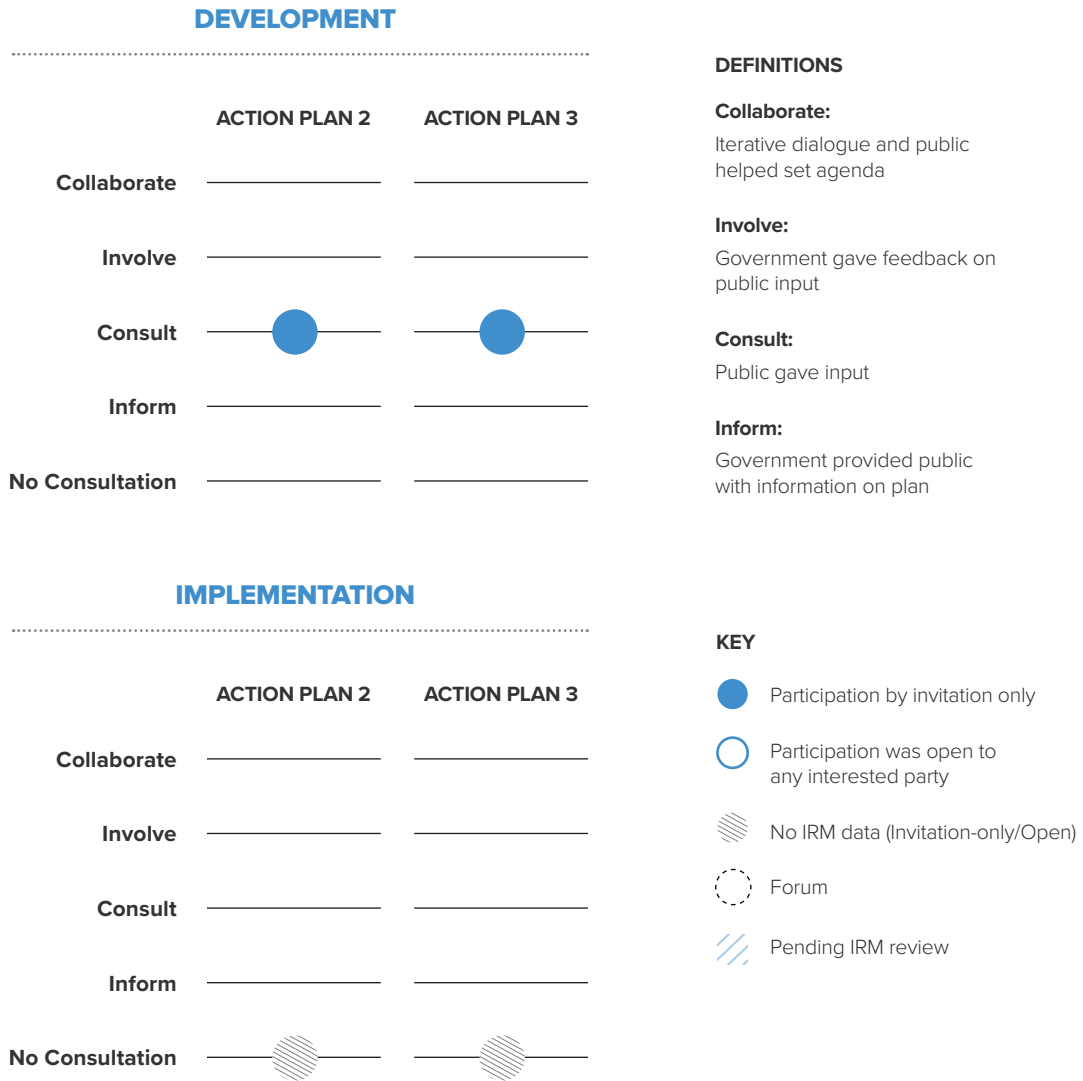 DEVELOPMENT
ACTION PLAN 2 ACTION PLAN 3
Collaborate
Involve
Consult
Inform
No Consultation
DEFINITIONS
Collaborate:
Iterative dialogue and public
helped set agenda
Involve:
Government gave feedback on
public input
Consult:
Public gave input
Inform:
Government provided public
with information on plan
IMPLEMENTATION
ACTION PLAN 2 ACTION PLAN 3
Collaborate
Involve
Consult
Inform
No Consultation
KEY
Participation by invitation only
Participation was open to
any interested party
No IRM data (Invitation-only/Open)
Forum
Pending IRM review